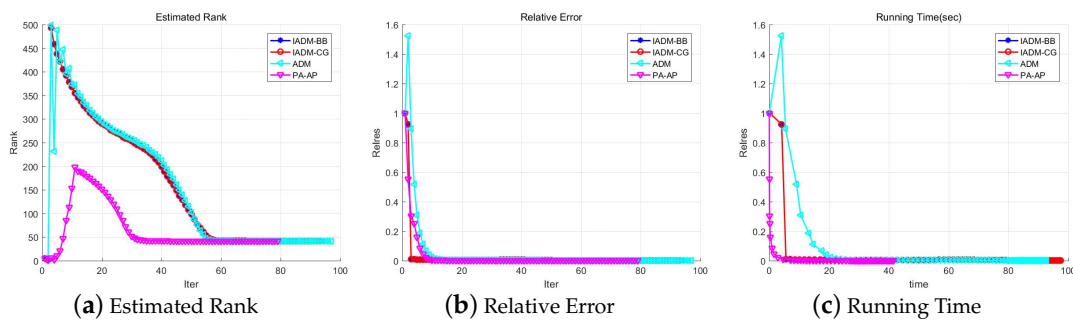 Estimated Rank
500
450
400
350
300
250
200
150
100
50
0
Rank
0 20 40 60 80 100
Iter
IADM-BB
IADM-CG
ADM
PA-AP
(a) Estimated Rank
Relative Error
1.6
1.4
1.2
1
0.8
0.6
0.4
0.2
0
Relres
0 20 40 60 80 100
Iter
IADM-BB
IADM-CG
ADM
PA-AP
(b) Relative Error
Running Time(sec)
1.6
1.4
1.2
1
0.8
0.6
0.4
0.2
0
Relres
0 20 40 60 80 100
time
IADM-BB
IADM-CG
ADM
PA-AP
(c) Running Time